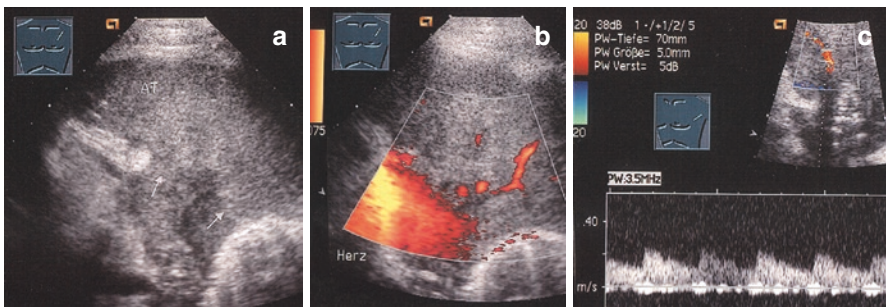 a
AT
b
075
Herz
20 38dB 1 -/+1/2/ 5
PW-Tiefe= 70mm
PW Größe= 5.0mm
PW Verst= 5dB
c
20
PW:3.5MHz
.40
m/s